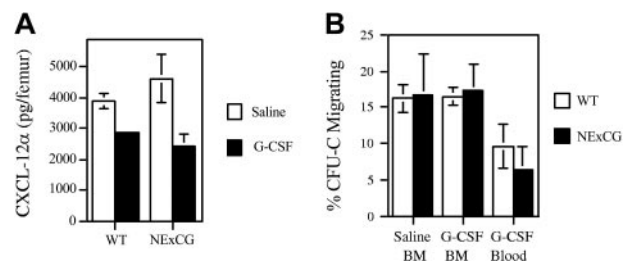 A
CXCL-12α (pg/femur)
5000
4000
3000
2000
1000
0
WT NExCG
Saline
G-CSF
B
% CFU-C Migrating
25
20
15
10
5
0
Saline G-CSF G-CSF
BM BM Blood
WT
NExCG